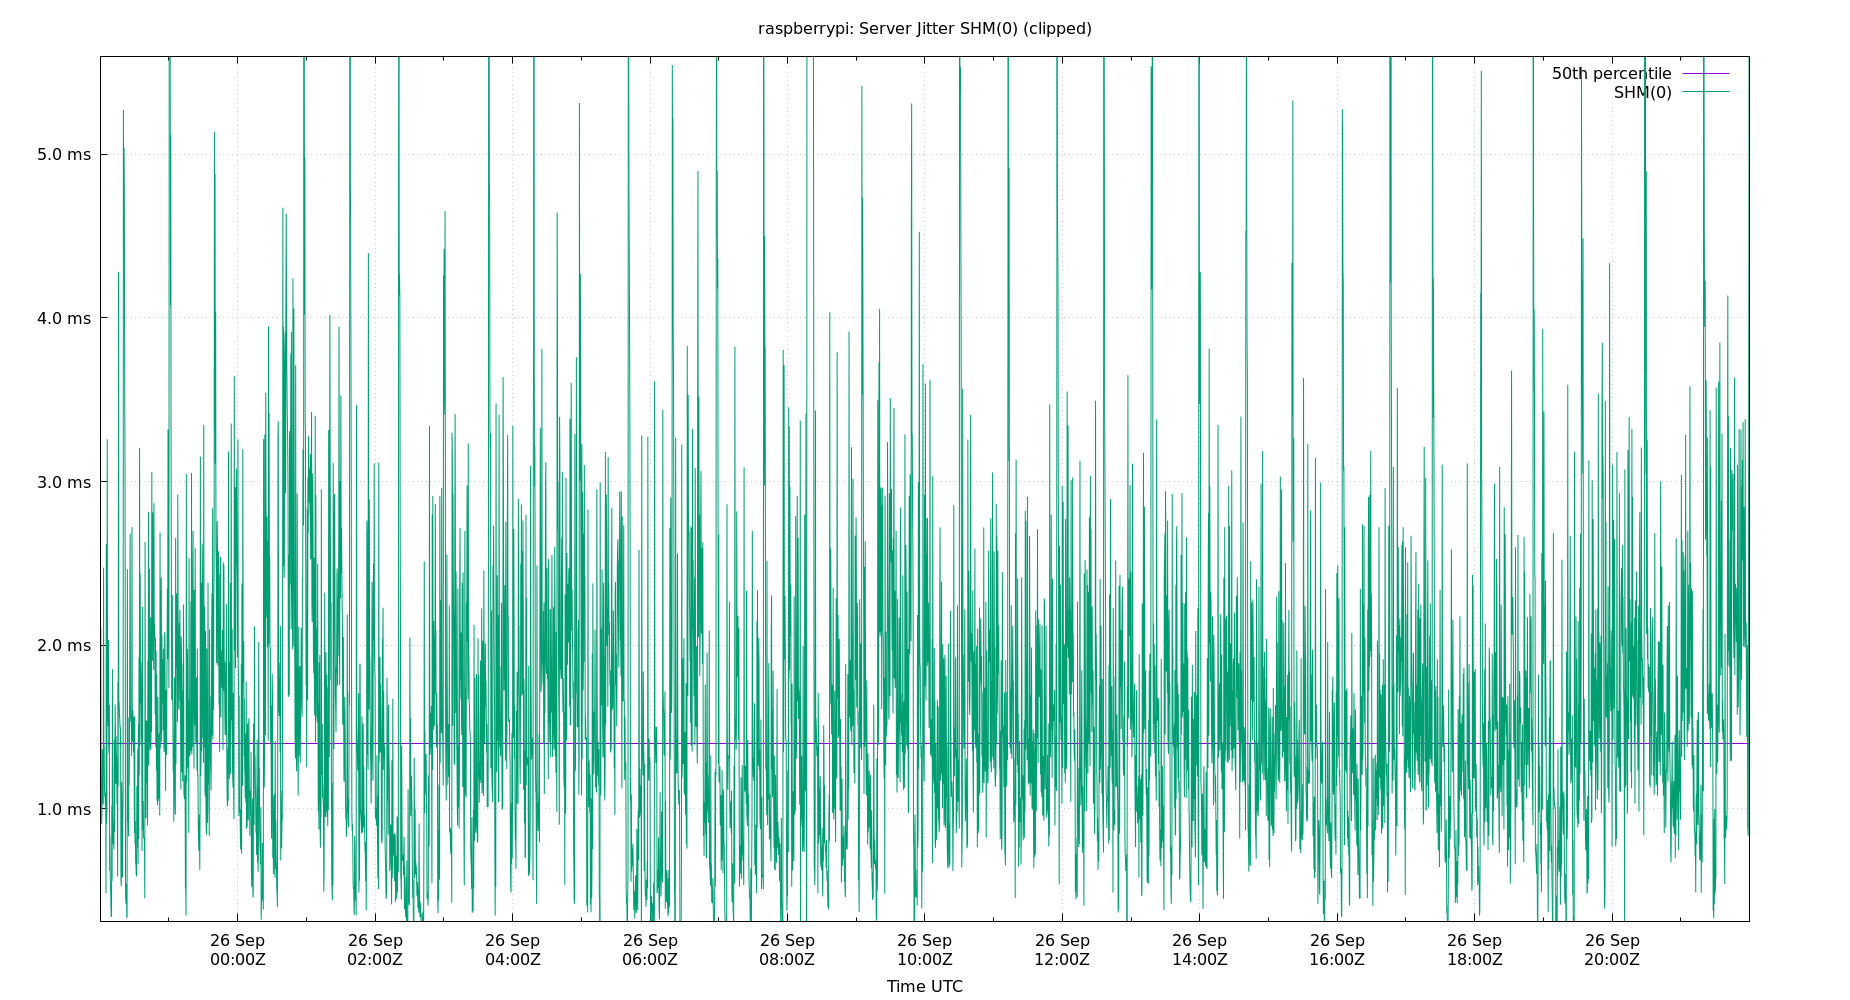 raspberrypi: Server Jitter SHM(0) (clipped)
50th percentile
SHM(0)
5.0 ms
4.0 ms
3.0 ms
2.0 ms
1.0 ms
26 Sep 26 Sep 26 Sep 26 Sep 26 Sep 26 Sep 26 Sep 26 Sep 26 Sep 26 Sep 26 Sep
00:00Z 02:00Z 04:00Z 06:00Z 08:00Z 10:00Z 12:00Z 14:00Z 16:00Z 18:00Z 20:00Z
Time UTC